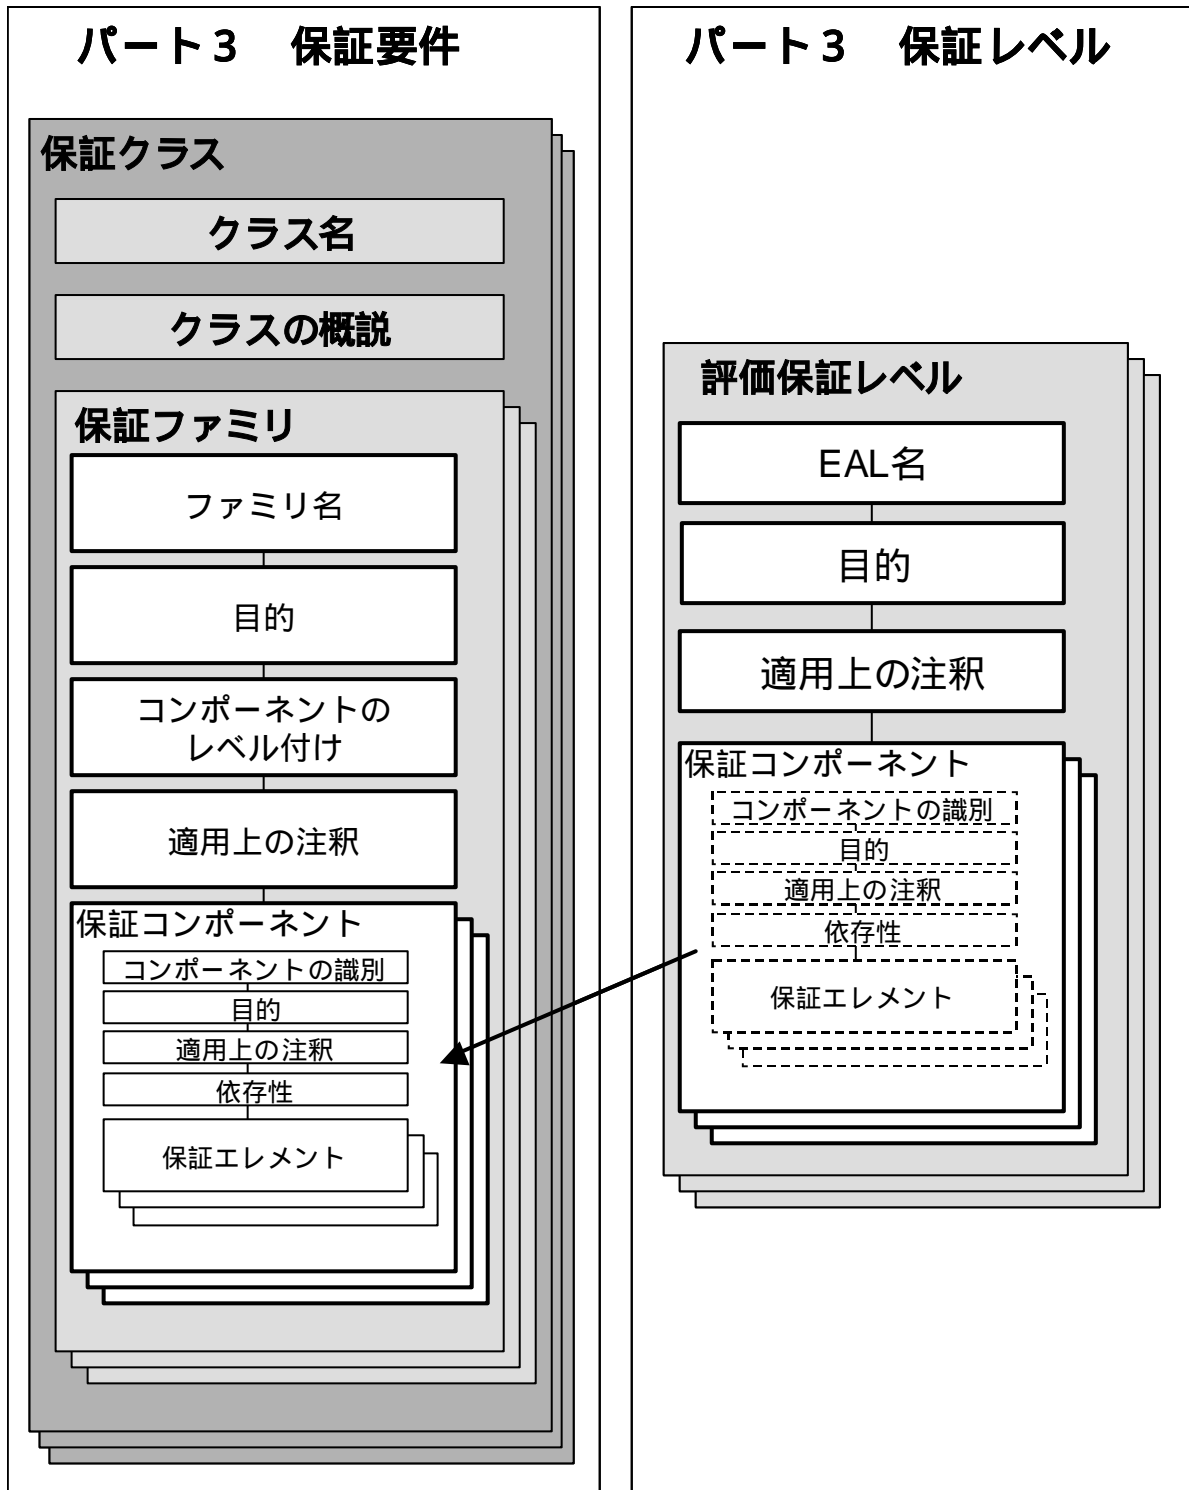 パート3　保証要件
保証クラス
クラス名
クラスの概説
保証ファミリ
ファミリ名
目的
コンポーネントの
レベル付け
適用上の注釈
保証コンポーネント
コンポーネントの識別
目的
適用上の注釈
依存性
保証エレメント
パート3　保証レベル
評価保証レベル
EAL名
目的
適用上の注釈
保証コンポーネント
コンポーネントの識別
目的
適用上の注釈
依存性
保証エレメント